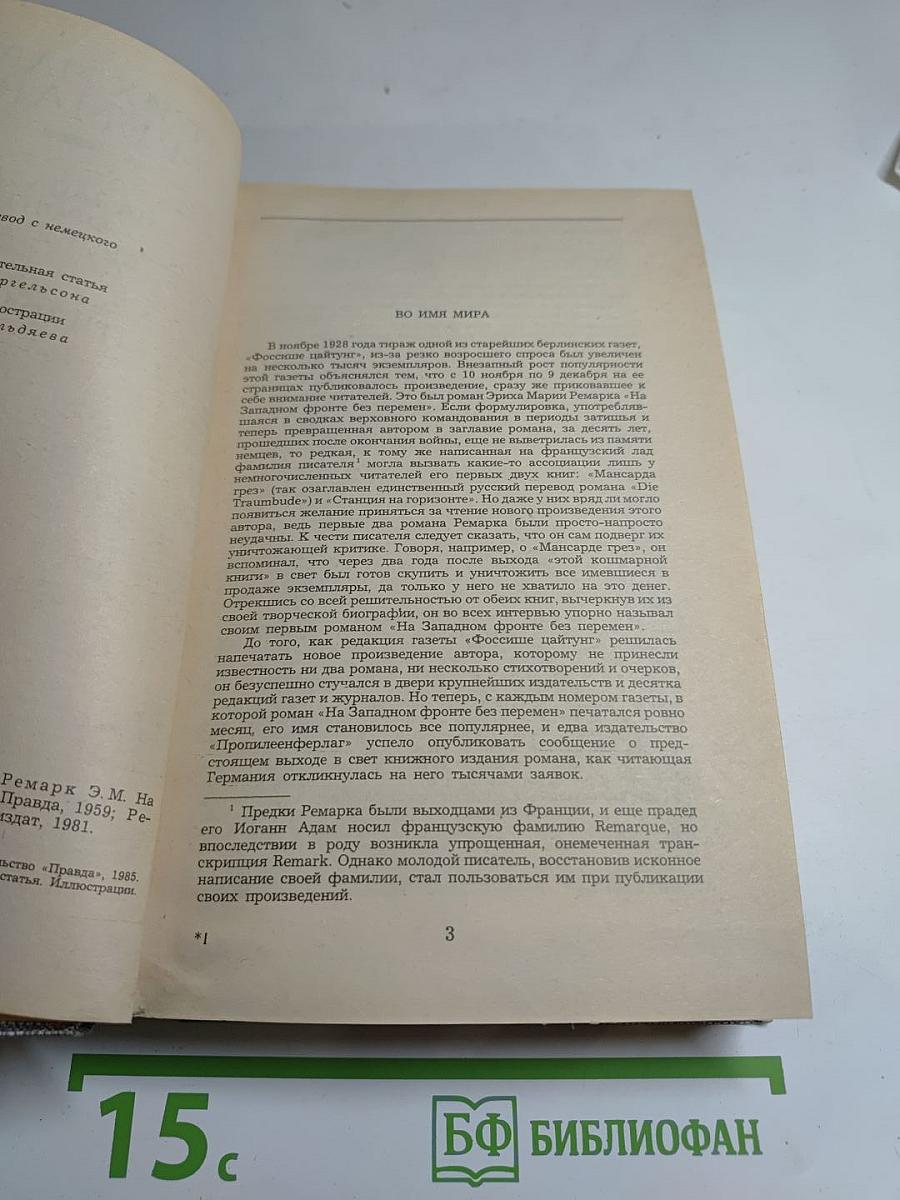 вод с немецкого
тельная статья
ргельсона
острации
льдяева
Ремарк Э. М. На
Правда, 1959; Ре-
издат, 1981.
ьство «Правда», 1985.
статья. Иллюстрации.
ВО ИМЯ МИРА
В ноябре 1928 года тираж одной из старейших берлинских газет,
«Фоссише цайтунг», из-за резко возросшего спроса был увеличен
на несколько тысяч экземпляров. Внезапный рост популярности
этой газеты объяснялся тем, что с 10 ноября по 9 декабря на ее
страницах публиковалось произведение, сразу же приковавшее к
себе внимание читателей. Это был роман Эриха Марии Ремарка «На
Западном фронте без перемен». Если формулировка, употребляв-
шаяся в сводках верховного командования в периоды затишья и
теперь превращенная автором в заглавие романа, за десять лет,
прошедших после окончания войны, еще не выветрилась из памяти
немцев, то редкая, к тому же написанная на французский лад
фамилия писателя¹ могла вызвать какие-то ассоциации лишь у
немногочисленных читателей его первых двух книг: «Мансарда
грез» (так озаглавлен единственный русский перевод романа «Die
Traumbude») и «Станция на горизонте». Но даже у них вряд ли могло
появиться желание приняться за чтение нового произведения этого
автора, ведь первые два романа Ремарка были просто-напросто
неудачны. К чести писателя следует сказать, что он сам подверг их
уничтожающей критике. Говоря, например, о «Мансарде грез», он
вспоминал, что через два года после выхода «этой кошмарной
книги» в свет был готов скупить и уничтожить все имевшиеся в
продаже экземпляры, да только у него не хватило на это денег.
Отрекшись со всей решительностью от обеих книг, вычеркнув их из
своей творческой биографии, он во всех интервью упорно называл
своим первым романом «На Западном фронте без перемен».
До того, как редакция газеты «Фоссише цайтунг» решилась
напечатать новое произведение автора, которому не принесли
известность ни два романа, ни несколько стихотворений и очерков,
он безуспешно стучался в двери крупнейших издательств и десятка
редакций газет и журналов. Но теперь, с каждым номером газеты, в
которой роман «На Западном фронте без перемен» печатался ровно
месяц, его имя становилось все популярнее, и едва издательство
«Пропилеенферлаг» успело опубликовать сообщение о пред-
стоящем выходе в свет книжного издания романа, как читающая
Германия откликнулась на него тысячами заявок.
¹ Предки Ремарка были выходцами из Франции, и еще прадед
его Иоганн Адам носил французскую фамилию Remarque, но
впоследствии в роду возникла упрощенная, онемеченная тран-
скрипция Remark. Однако молодой писатель, восстановив исконное
написание своей фамилии, стал пользоваться им при публикации
своих произведений.
*1
3
15 с
БФ БИБЛИОФАН